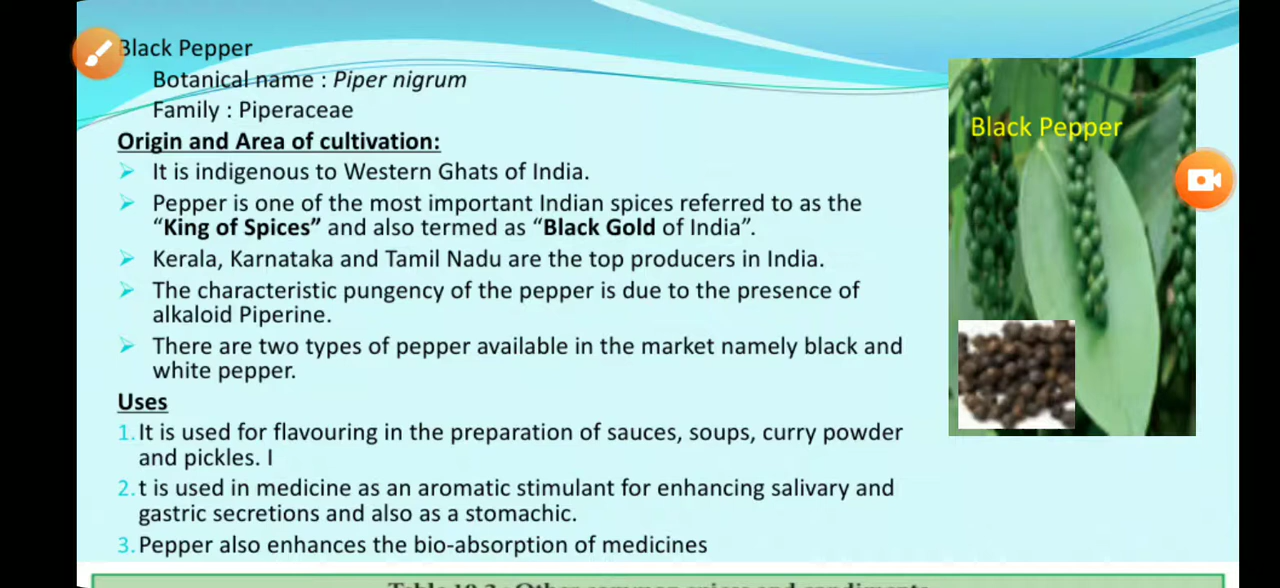 Black Pepper
Botanical name : Piper nigrum
Family : Piperaceae
Origin and Area of cultivation:
It is indigenous to Western Ghats of India.
Pepper is one of the most important Indian spices referred to as the
“King of Spices” and also termed as “Black Gold of India”.
Kerala, Karnataka and Tamil Nadu are the top producers in India.
The characteristic pungency of the pepper is due to the presence of
alkaloid Piperine.
There are two types of pepper available in the market namely black and
white pepper.
Uses
1. It is used for flavouring in the preparation of sauces, soups, curry powder
and pickles. I
2. t is used in medicine as an aromatic stimulant for enhancing salivary and
gastric secretions and also as a stomachic.
3. Pepper also enhances the bio-absorption of medicines
Black Pepper